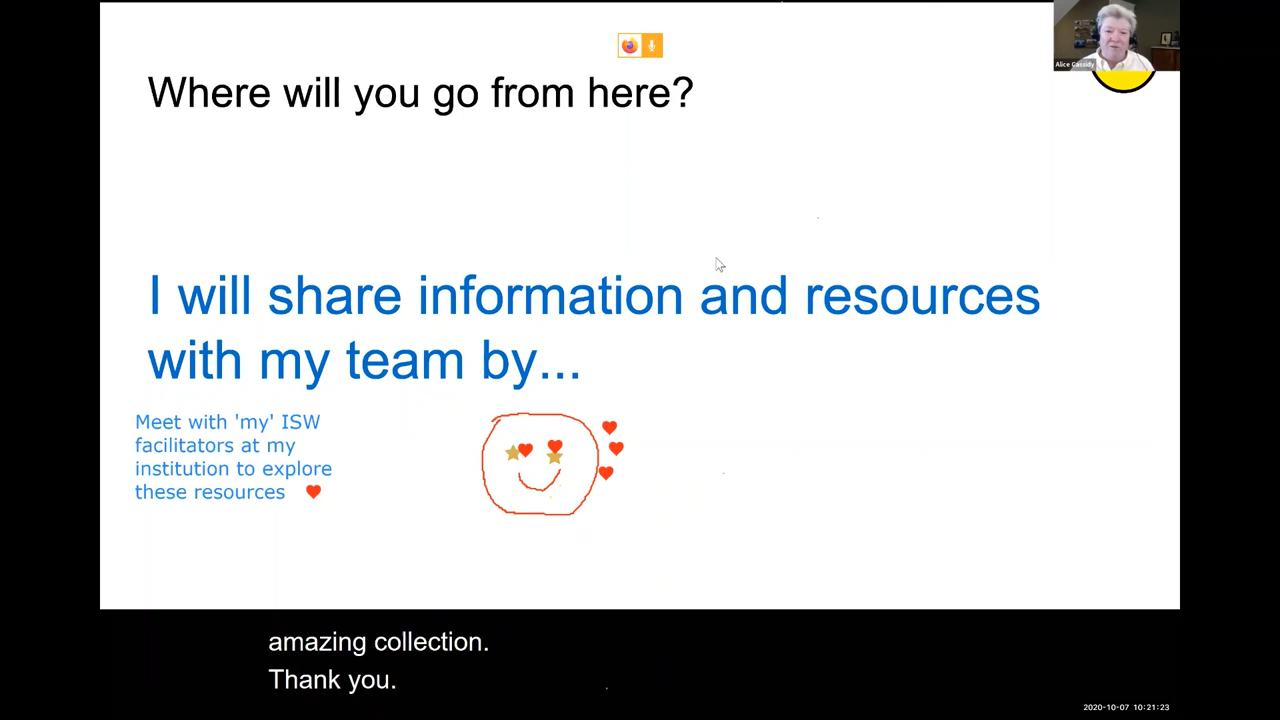 Alice Cassidy
Where will you go from here?
I will share information and resources
with my team by...
Meet with 'my' ISW
facilitators at my
institution to explore
these resources
amazing collection.
Thank you.
2020-10-07 10:21:23